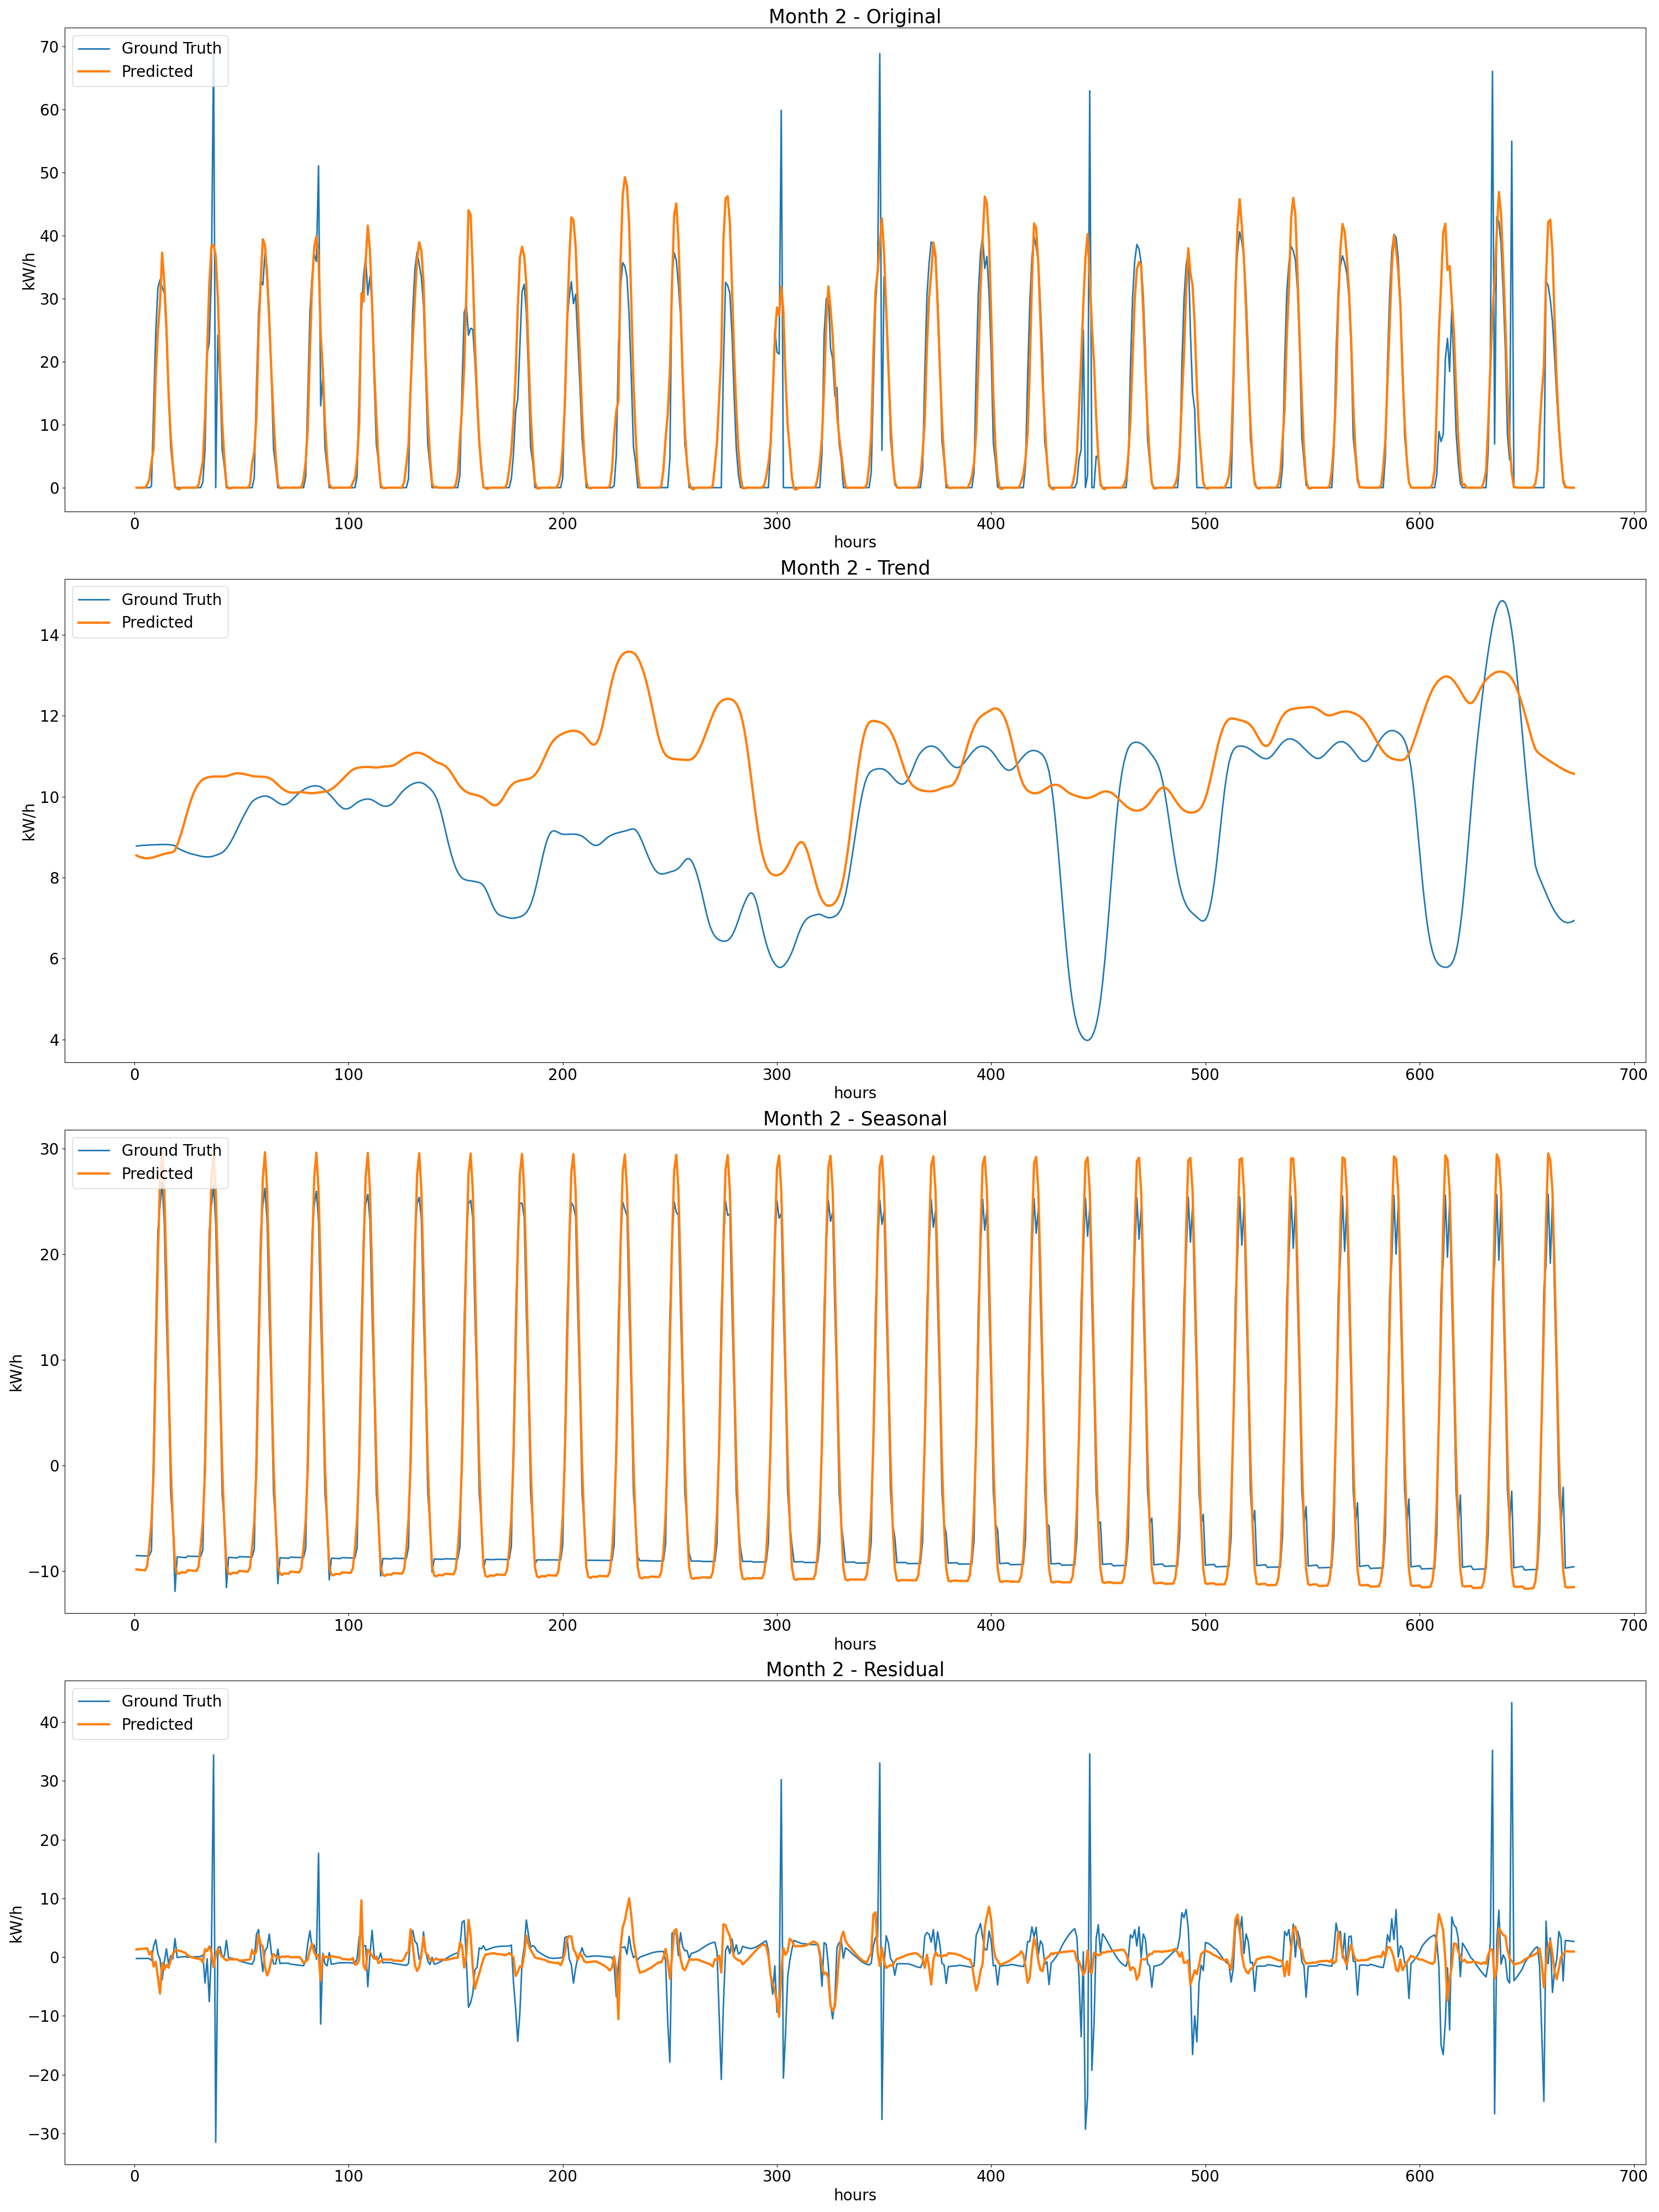 Month 2 - Original
Ground Truth
Predicted
70
60
50
40
30
20
10
0
kW/h
0 100 200 300 400 500 600 700
hours
Month 2 - Trend
Ground Truth
Predicted
14
12
10
8
6
4
kW/h
0 100 200 300 400 500 600 700
hours
Month 2 - Seasonal
Ground Truth
Predicted
30
20
10
0
−10
kW/h
0 100 200 300 400 500 600 700
hours
Month 2 - Residual
Ground Truth
Predicted
40
30
20
10
0
−10
−20
−30
kW/h
0 100 200 300 400 500 600 700
hours